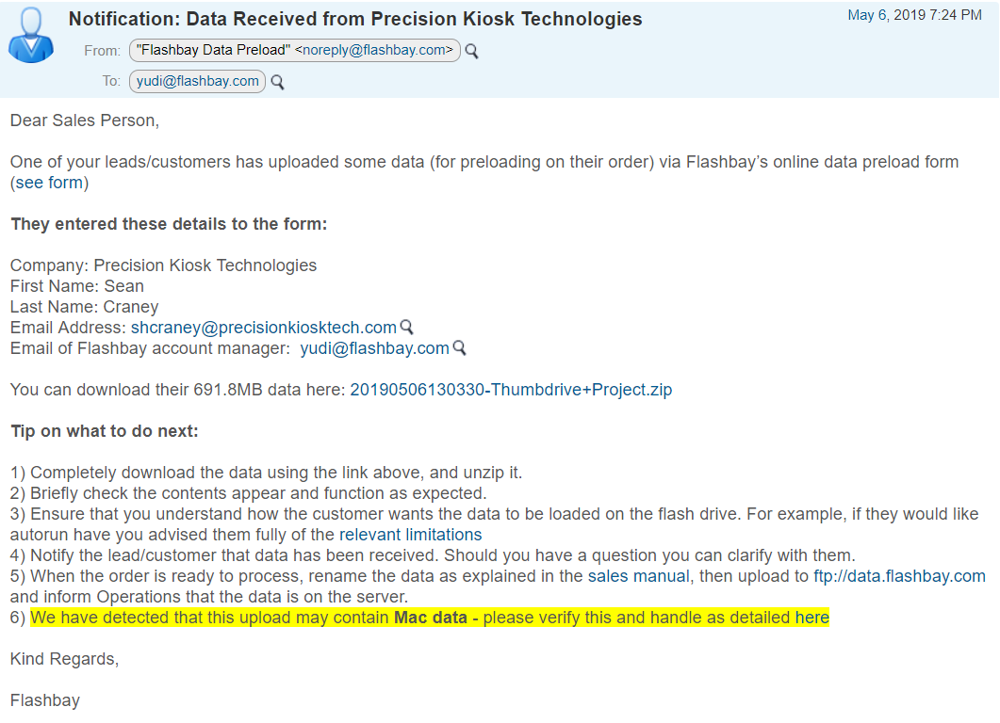 Notification: Data Received from Precision Kiosk Technologies
May 6, 2019 7:24 PM
From: "Flashbay Data Preload" <noreply@flashbay.com>
To: yudi@flashbay.com
Dear Sales Person,
One of your leads/customers has uploaded some data (for preloading on their order) via Flashbay’s online data preload form
(see form)
They entered these details to the form:
Company: Precision Kiosk Technologies
First Name: Sean
Last Name: Craney
Email Address: shcraney@precisionkiosktech.com
Email of Flashbay account manager: yudi@flashbay.com
You can download their 691.8MB data here: 20190506130330-Thumbdrive+Project.zip
Tip on what to do next:
1) Completely download the data using the link above, and unzip it.
2) Briefly check the contents appear and function as expected.
3) Ensure that you understand how the customer wants the data to be loaded on the flash drive. For example, if they would like
autorun have you advised them fully of the relevant limitations
4) Notify the lead/customer that data has been received. Should you have a question you can clarify with them.
5) When the order is ready to process, rename the data as explained in the sales manual, then upload to ftp://data.flashbay.com
and inform Operations that the data is on the server.
6) We have detected that this upload may contain Mac data - please verify this and handle as detailed here
Kind Regards,
Flashbay